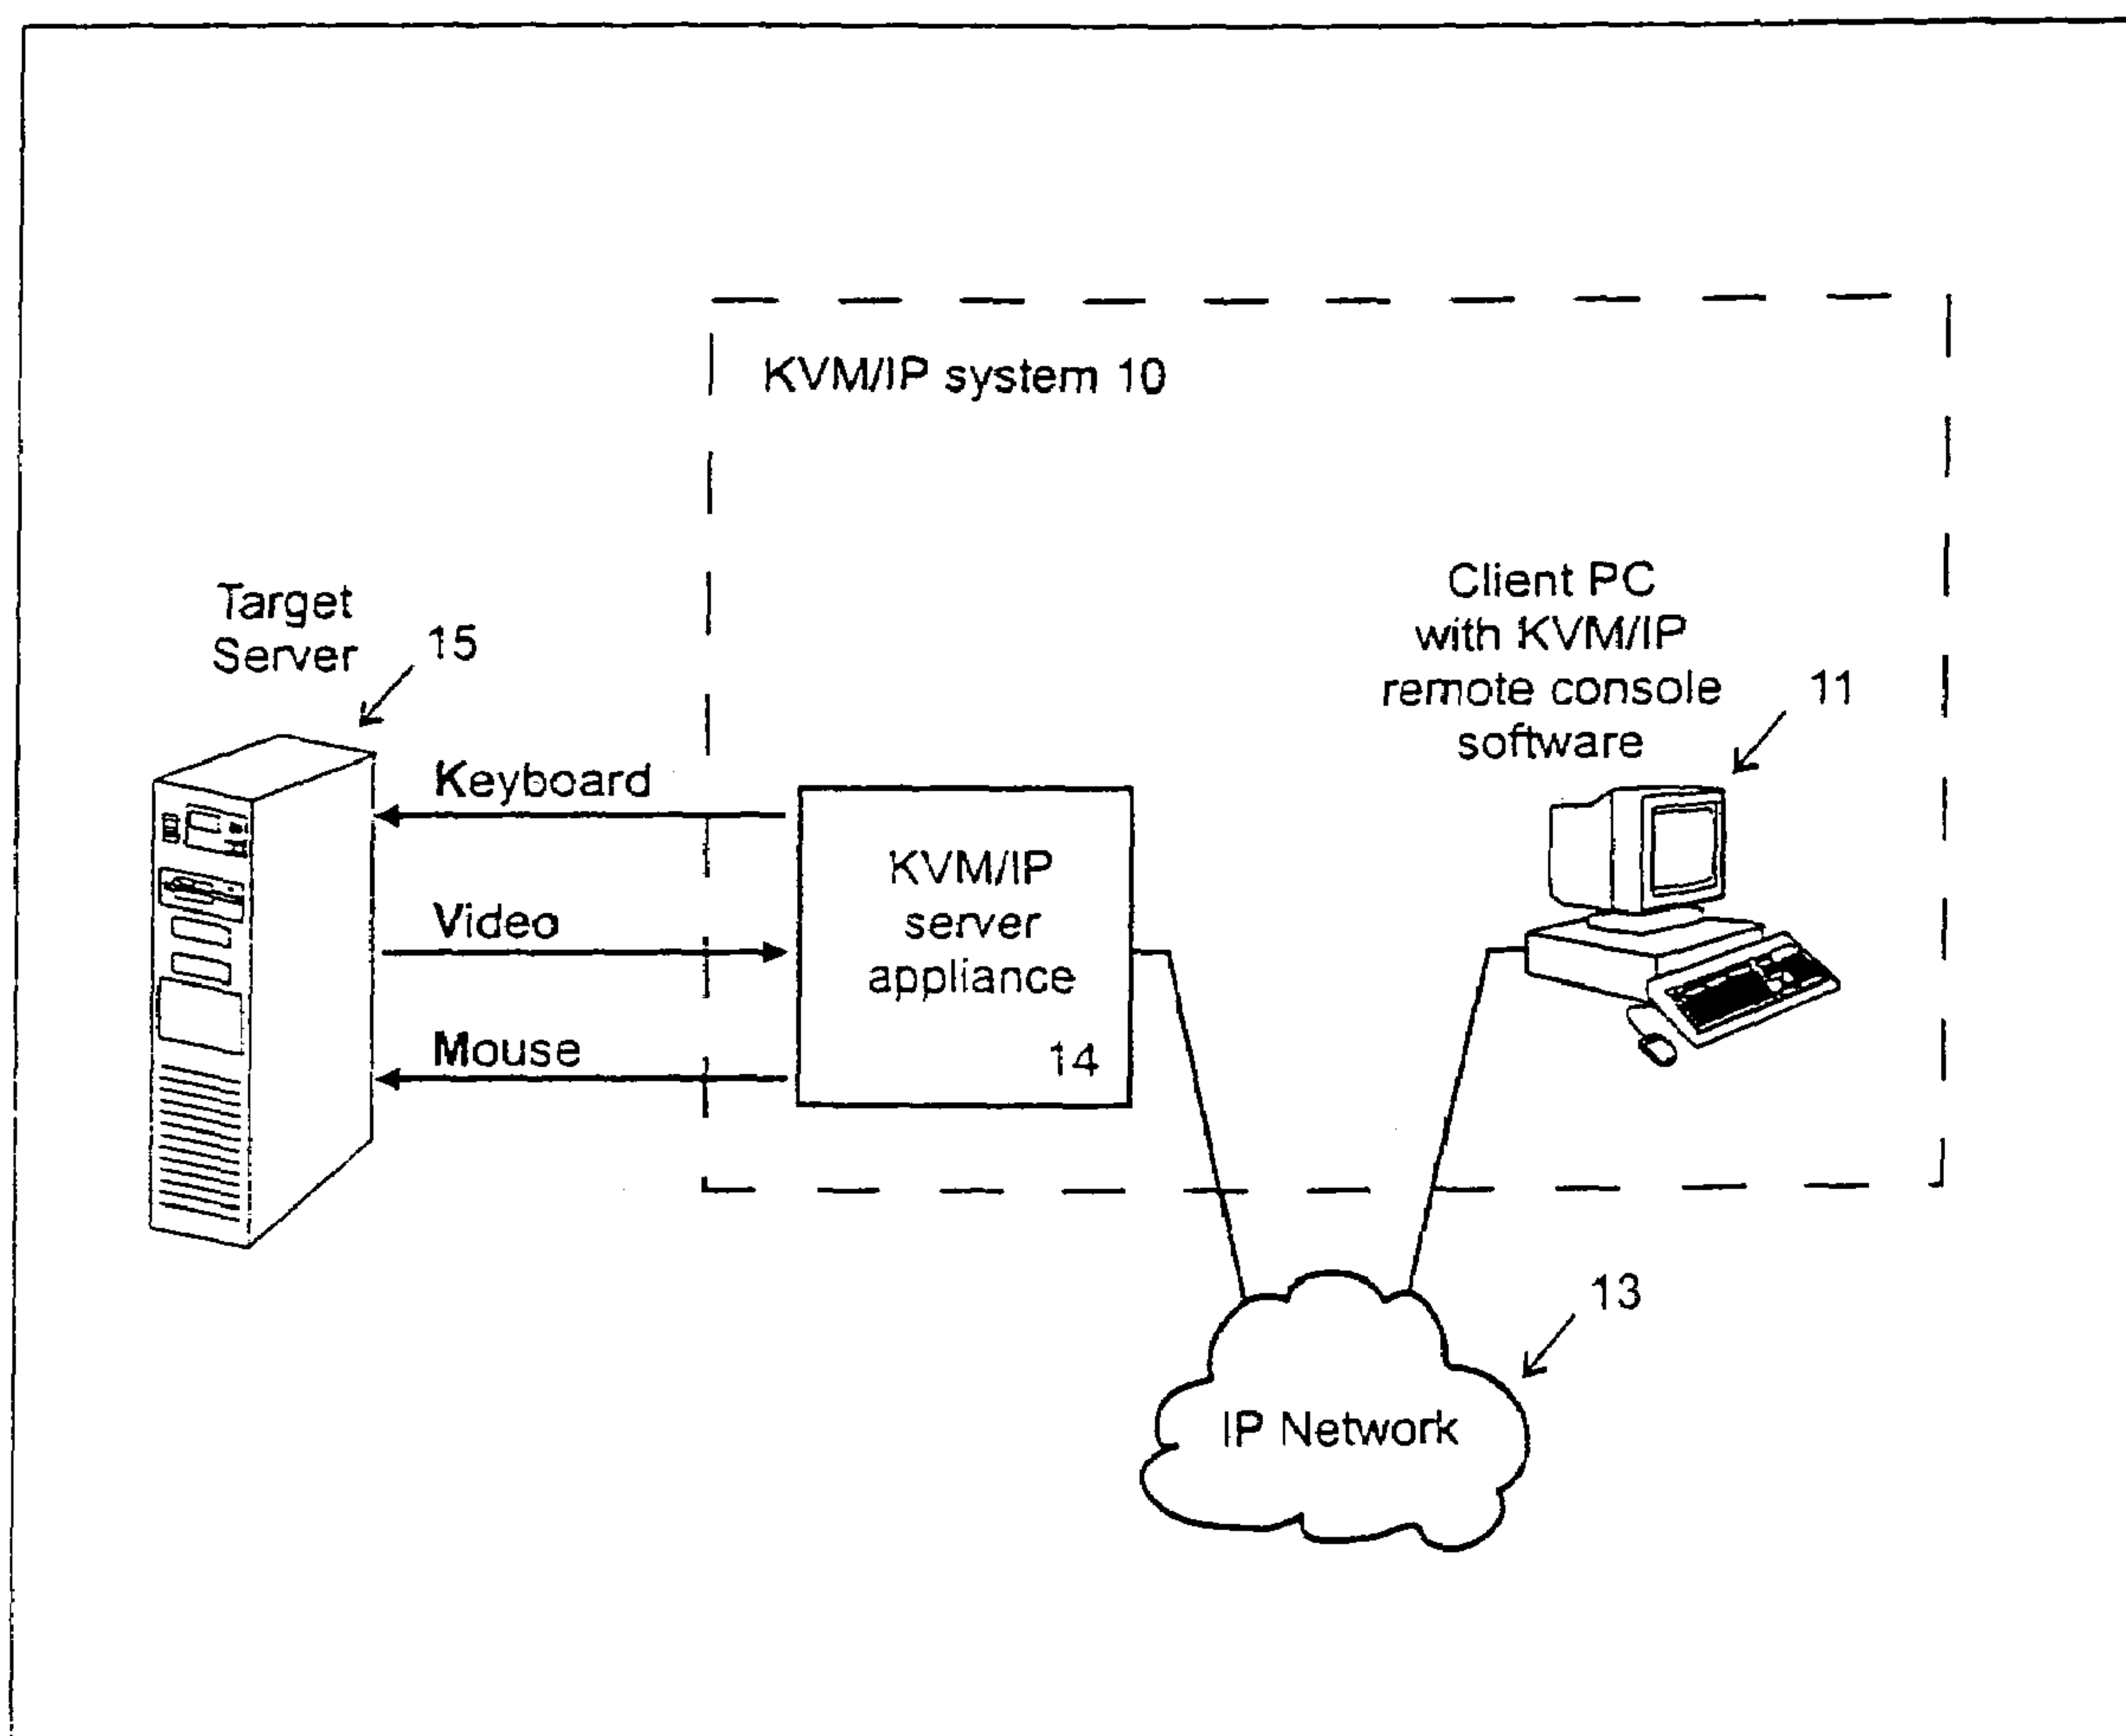 KVM/IP system 10
Target
Server
15
Client PC
with KVM/IP
remote console
software
11
Keyboard
Video
Mouse
KVM/IP
server
appliance
14
13
IP Network